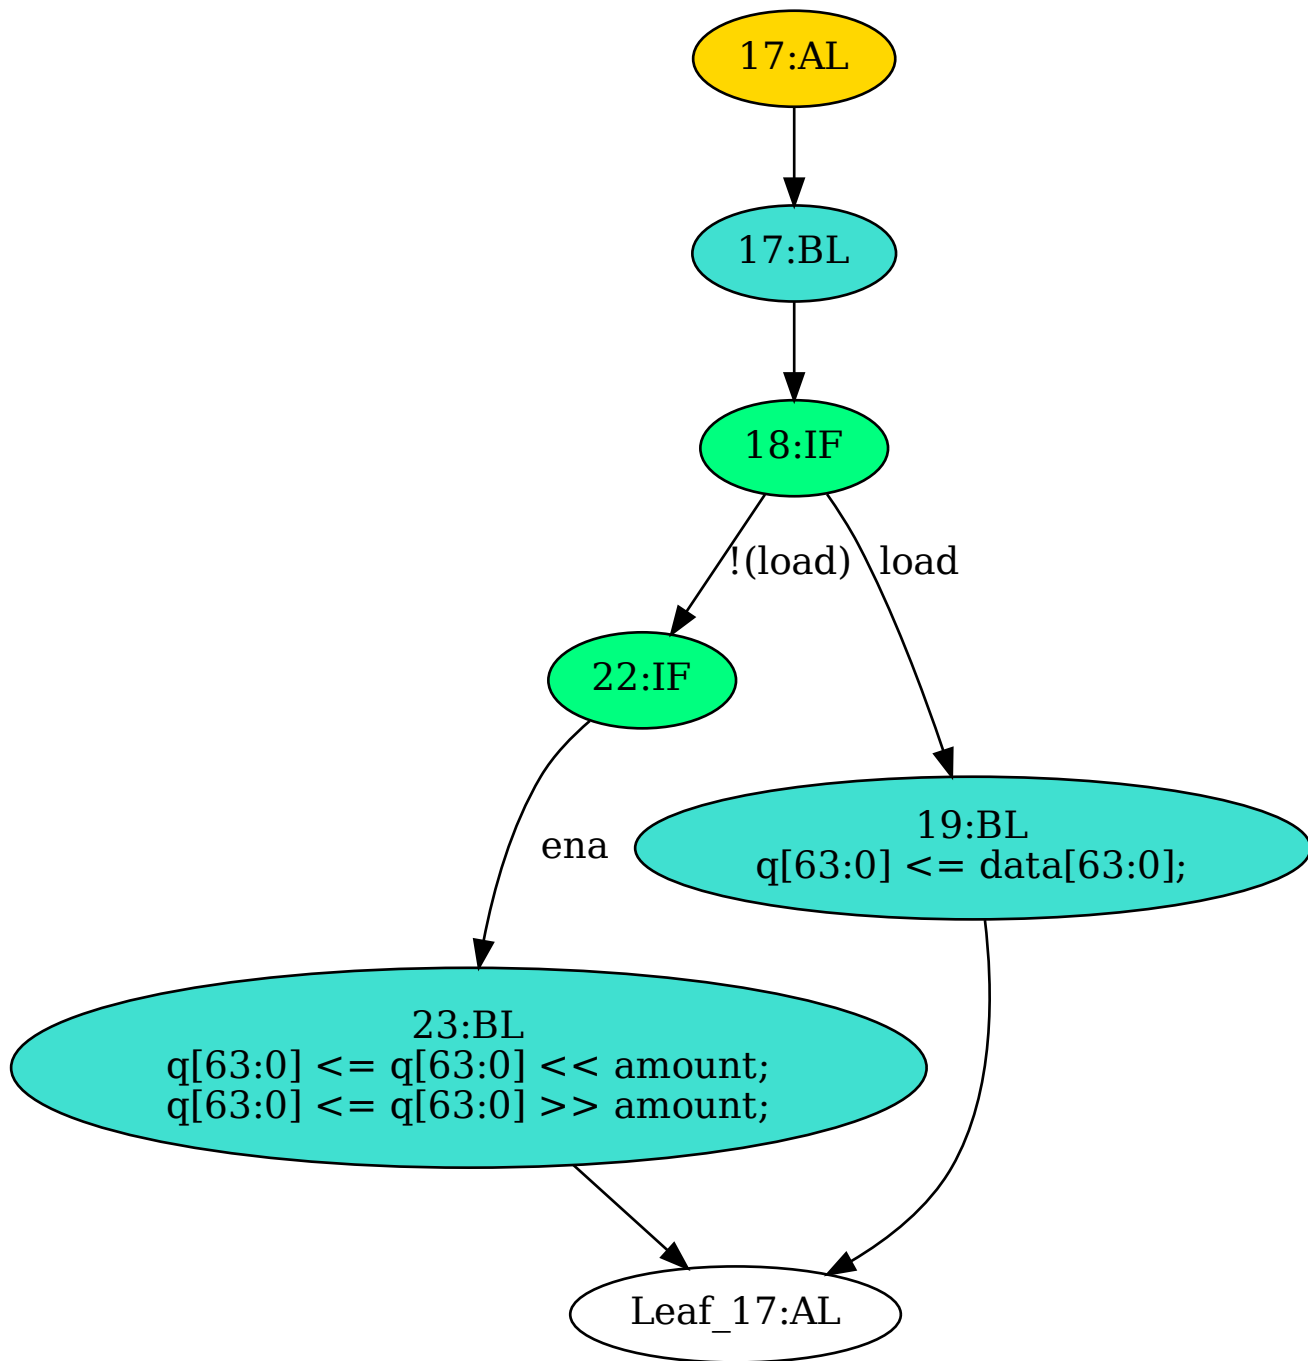 17:AL
17:BL
18:IF
!(load)
load
22:IF
ena
19:BL
q[63:0] <= data[63:0];
23:BL
q[63:0] <= q[63:0] << amount;
q[63:0] <= q[63:0] >> amount;
Leaf_17:AL